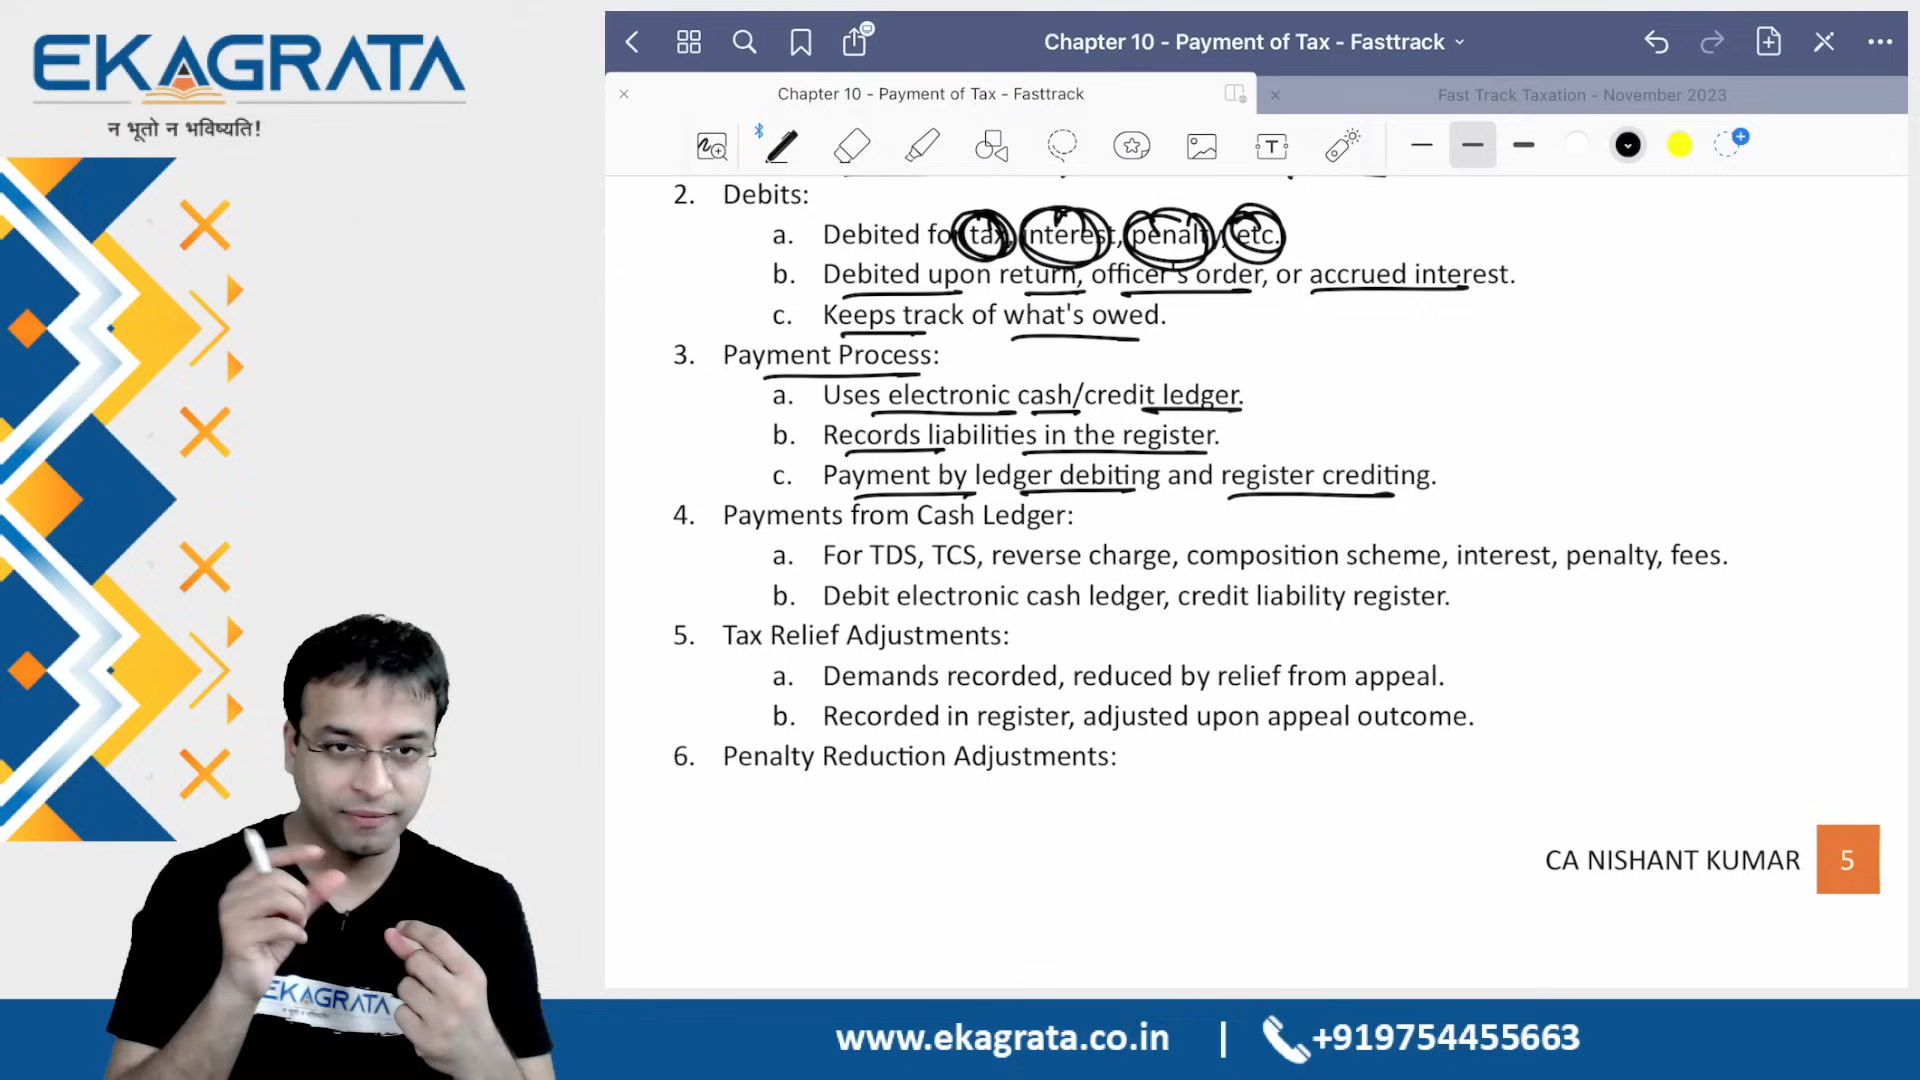 EKAGRATA
न भूतो न भविष्यति!
Chapter 10 - Payment of Tax - Fasttrack
Chapter 10 - Payment of Tax - Fasttrack
Fast Track Taxation - November 2023
2. Debits:
a. Debited for tax, interest, penalty, etc.
b. Debited upon return, officer's order, or accrued interest.
c. Keeps track of what's owed.
3. Payment Process:
a. Uses electronic cash/credit ledger.
b. Records liabilities in the register.
c. Payment by ledger debiting and register crediting.
4. Payments from Cash Ledger:
a. For TDS, TCS, reverse charge, composition scheme, interest, penalty, fees.
b. Debit electronic cash ledger, credit liability register.
5. Tax Relief Adjustments:
a. Demands recorded, reduced by relief from appeal.
b. Recorded in register, adjusted upon appeal outcome.
6. Penalty Reduction Adjustments:
CA NISHANT KUMAR 5
EKAGRATA
www.ekagrata.co.in | +919754455663